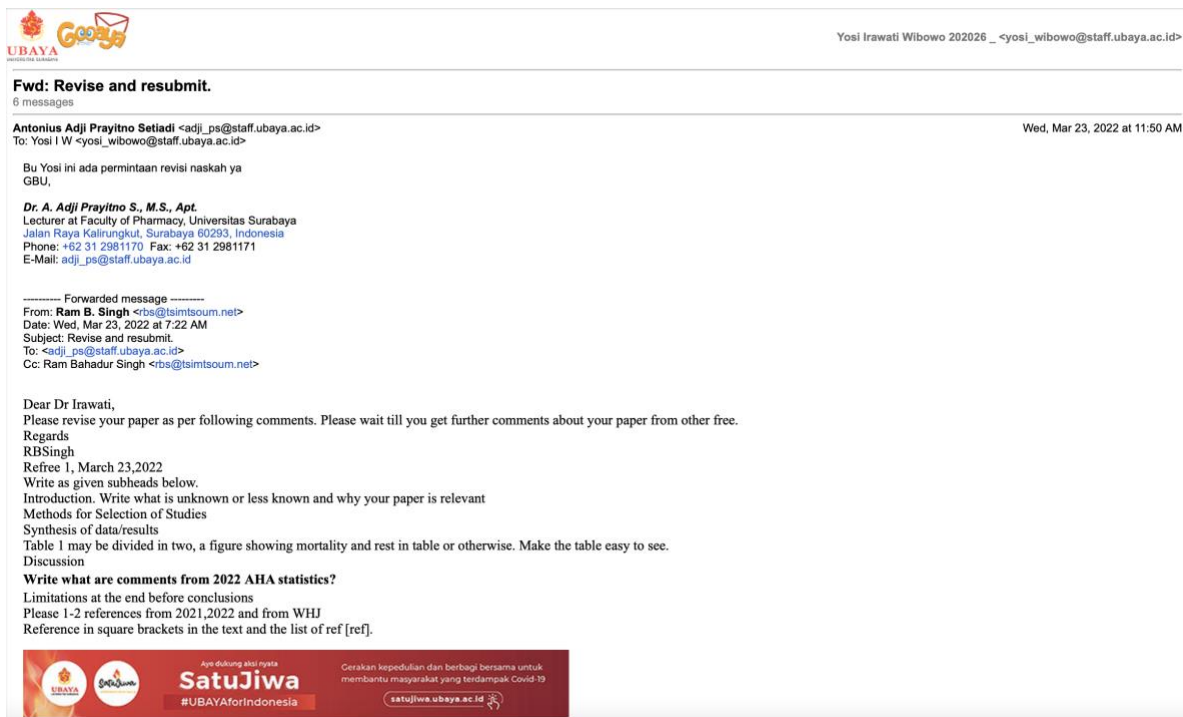 UBAYA
UNIVERSITAS SURABAYA
Gooaya
Yosi Irawati Wibowo 202026 _ <yosi_wibowo@staff.ubaya.ac.id>
Fwd: Revise and resubmit.
6 messages
Antonius Adji Prayitno Setiadi <adji_ps@staff.ubaya.ac.id>
Wed, Mar 23, 2022 at 11:50 AM
To: Yosi I W <yosi_wibowo@staff.ubaya.ac.id>
Bu Yosi ini ada permintaan revisi naskah ya
GBU,
Dr. A. Adji Prayitno S., M.S., Apt.
Lecturer at Faculty of Pharmacy, Universitas Surabaya
Jalan Raya Kalirungkut, Surabaya 60293, Indonesia
Phone: +62 31 2981170 Fax: +62 31 2981171
E-Mail: adji_ps@staff.ubaya.ac.id
---------- Forwarded message ---------
From: Ram B. Singh <rbs@tsimtsoum.net>
Date: Wed, Mar 23, 2022 at 7:22 AM
Subject: Revise and resubmit.
To: <adji_ps@staff.ubaya.ac.id>
Cc: Ram Bahadur Singh <rbs@tsimtsoum.net>
Dear Dr Irawati,
Please revise your paper as per following comments. Please wait till you get further comments about your paper from other free.
Regards
RBSingh
Refree 1, March 23,2022
Write as given subheads below.
Introduction. Write what is unknown or less known and why your paper is relevant
Methods for Selection of Studies
Synthesis of data/results
Table 1 may be divided in two, a figure showing mortality and rest in table or otherwise. Make the table easy to see.
Discussion
Write what are comments from 2022 AHA statistics?
Limitations at the end before conclusions
Please 1-2 references from 2021,2022 and from WHJ
Reference in square brackets in the text and the list of ref [ref].
UBAYA
SatuJiwa
Ayo dukung aksi nyata
SatuJiwa
#UBAYAforIndonesia
Gerakan kepedulian dan berbagi bersama untuk
membantu masyarakat yang terdampak Covid-19
satujiwa.ubaya.ac.id